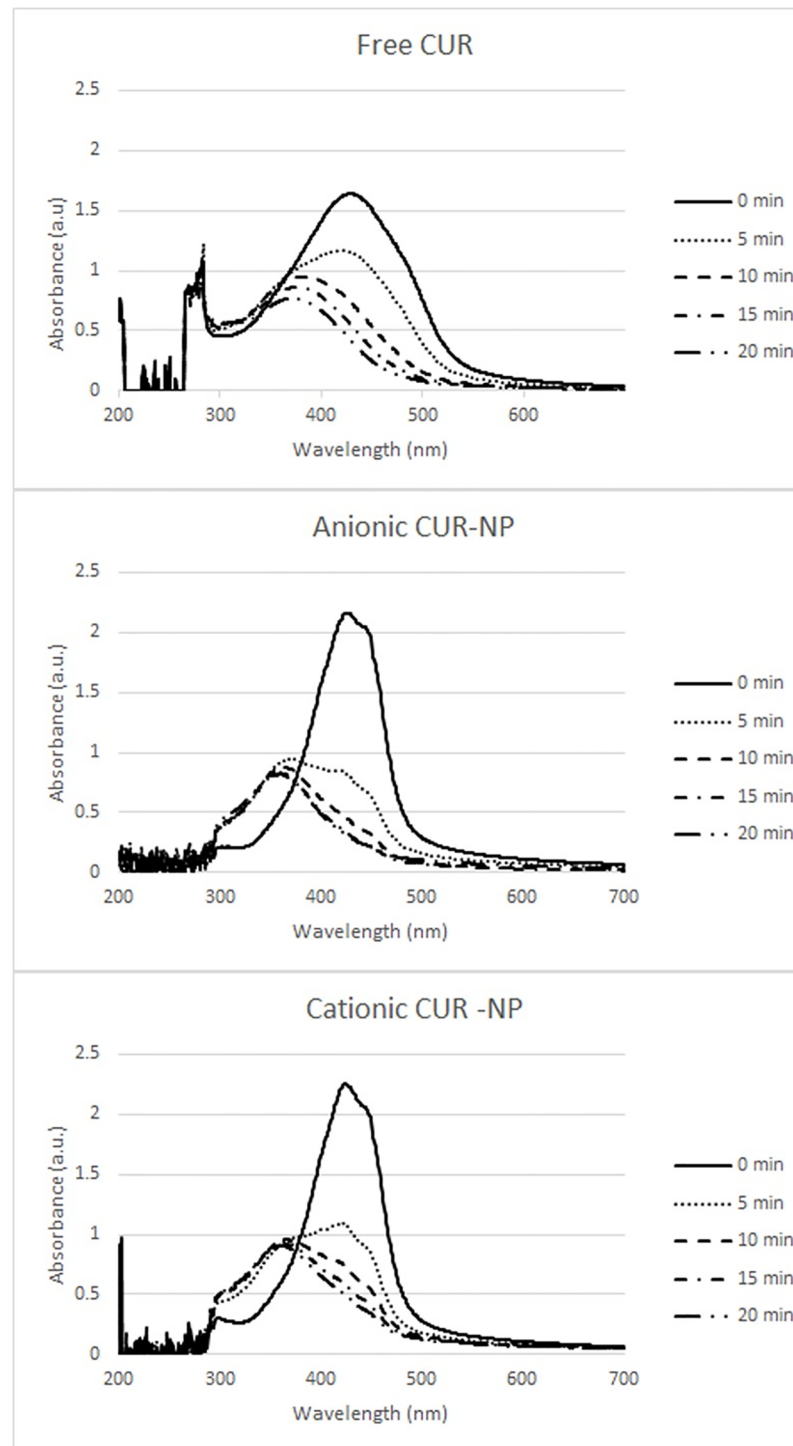 Free CUR
2.5
2
1.5
1
0.5
0
Absorbance (a.u)
200 300 400 500 600
Wavelength (nm)
0 min
5 min
10 min
15 min
20 min
Anionic CUR-NP
2.5
2
1.5
1
0.5
0
Absorbance (a.u.)
200 300 400 500 600 700
Wavelength (nm)
0 min
5 min
10 min
15 min
20 min
Cationic CUR -NP
2.5
2
1.5
1
0.5
0
Absorbance (a.u.)
200 300 400 500 600 700
Wavelength (nm)
0 min
5 min
10 min
15 min
20 min